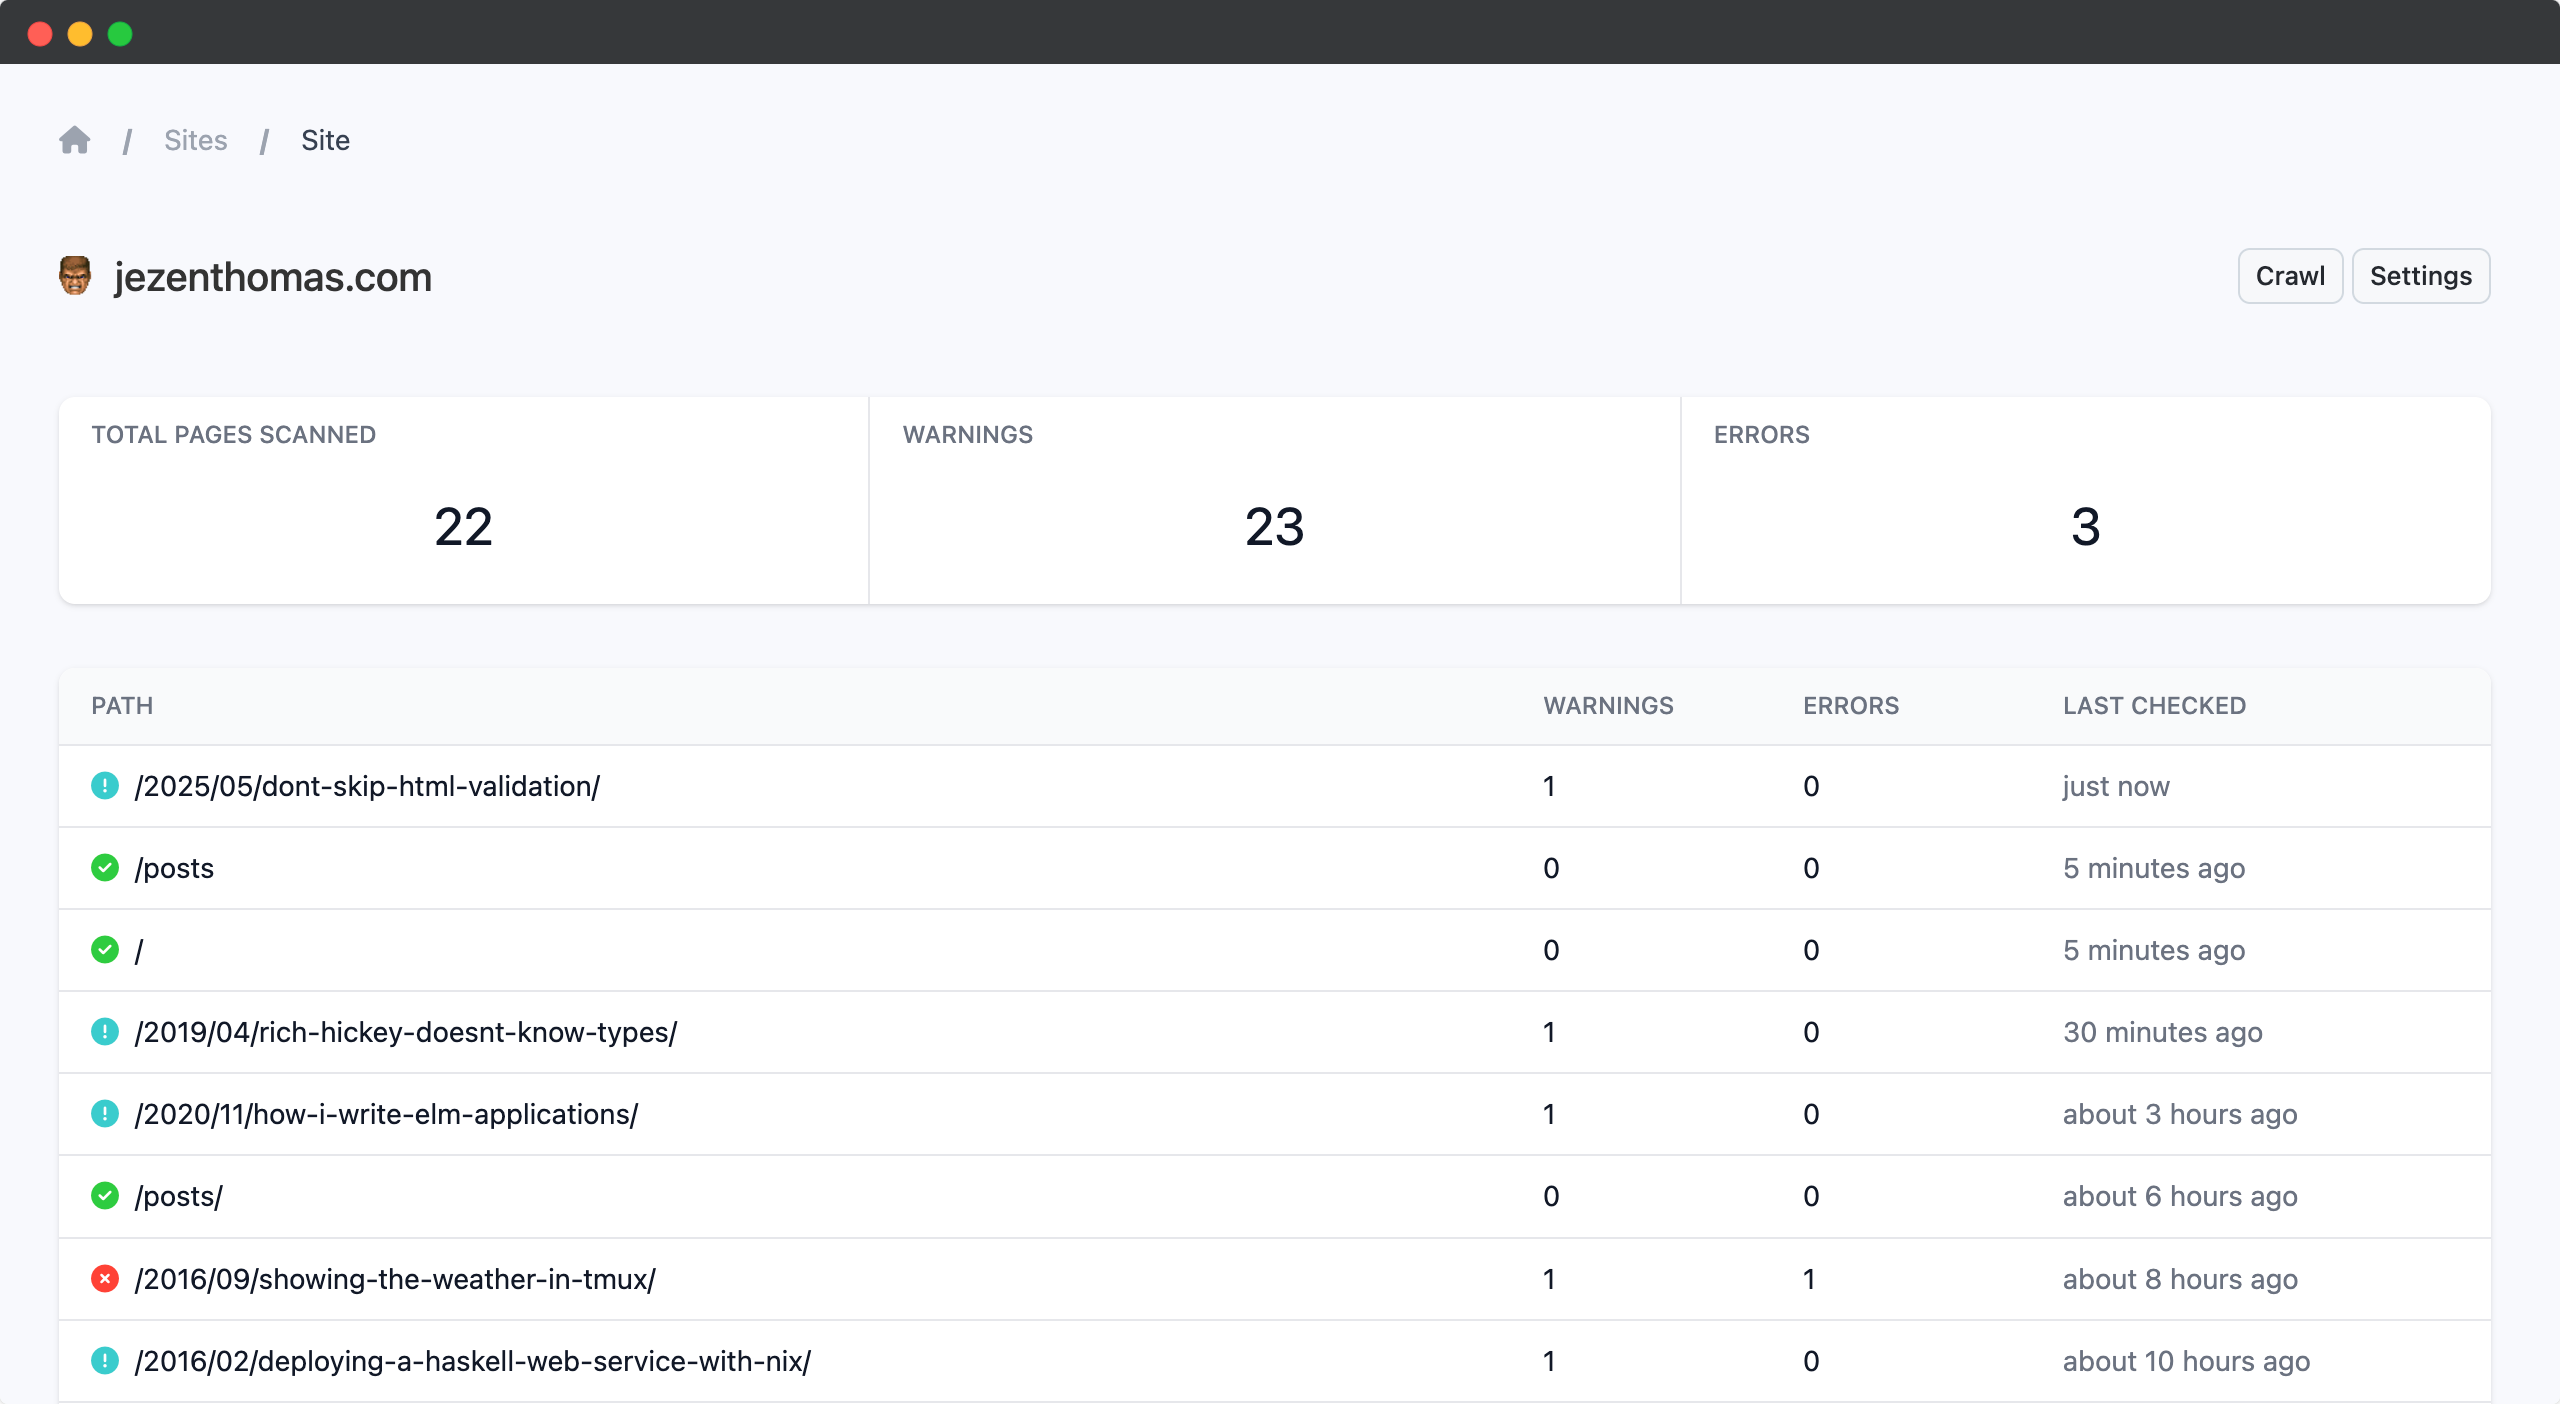 / Sites / Site
jezenthomas.com Crawl Settings
TOTAL PAGES SCANNED WARNINGS ERRORS
22 23 3
PATH WARNINGS ERRORS LAST CHECKED
/2025/05/dont-skip-html-validation/ 1 0 just now
/posts 0 0 5 minutes ago
/ 0 0 5 minutes ago
/2019/04/rich-hickey-doesnt-know-types/ 1 0 30 minutes ago
/2020/11/how-i-write-elm-applications/ 1 0 about 3 hours ago
/posts/ 0 0 about 6 hours ago
/2016/09/showing-the-weather-in-tmux/ 1 1 about 8 hours ago
/2016/02/deploying-a-haskell-web-service-with-nix/ 1 0 about 10 hours ago